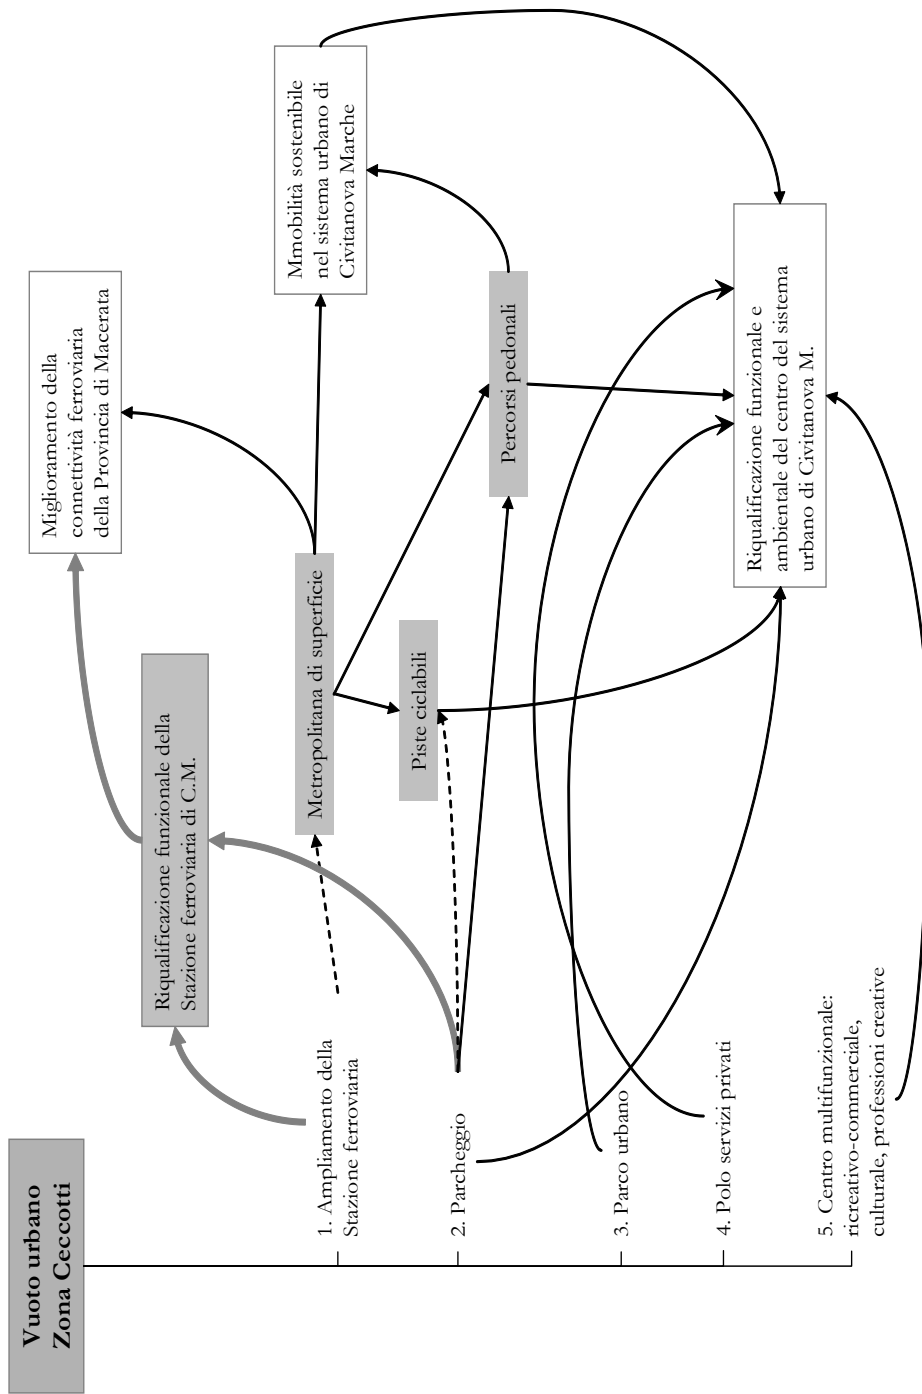 Vuoto urbano
Zona Ceccotti
1. Ampliamento della
Stazione ferroviaria
2. Parcheggio
3. Parco urbano
4. Polo servizi privati
5. Centro multifunzionale:
ricreativo-commerciale,
culturale, professioni creative
Riqualificazione funzionale della
Stazione ferroviaria di C.M.
Metropolitana di superficie
Piste ciclabili
Percorsi pedonali
Miglioramento della
connettività ferroviaria
della Provincia di Macerata
Mmobilità sostenibile
nel sistema urbano di
Civitanova Marche
Riqualificazione funzionale e
ambientale del centro del sistema
urbano di Civitanova M.